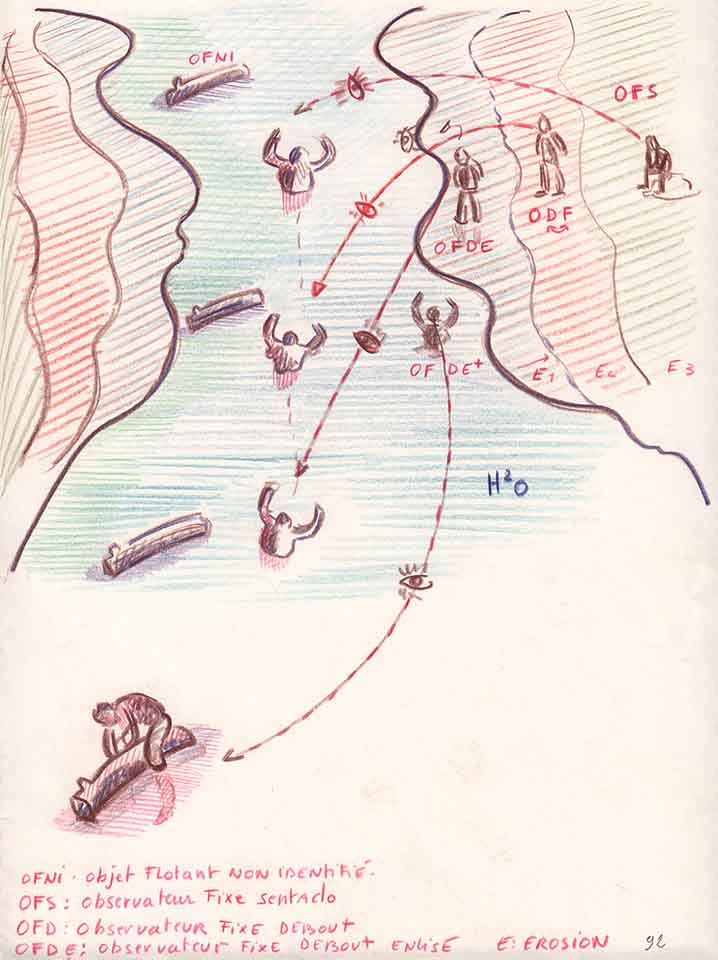 OFNI
OFS
ODF
OFDE
OF DE+
E1
E2
E3
H²O
OFNi . objet Flotant NON IDENTIFIÉ.
OFS : observateur Fixe sentado
OFD : observateur Fixe DEBOUT
OFDE : observateur FIXE DEBOUT ENLISÉ E : EROSION 92